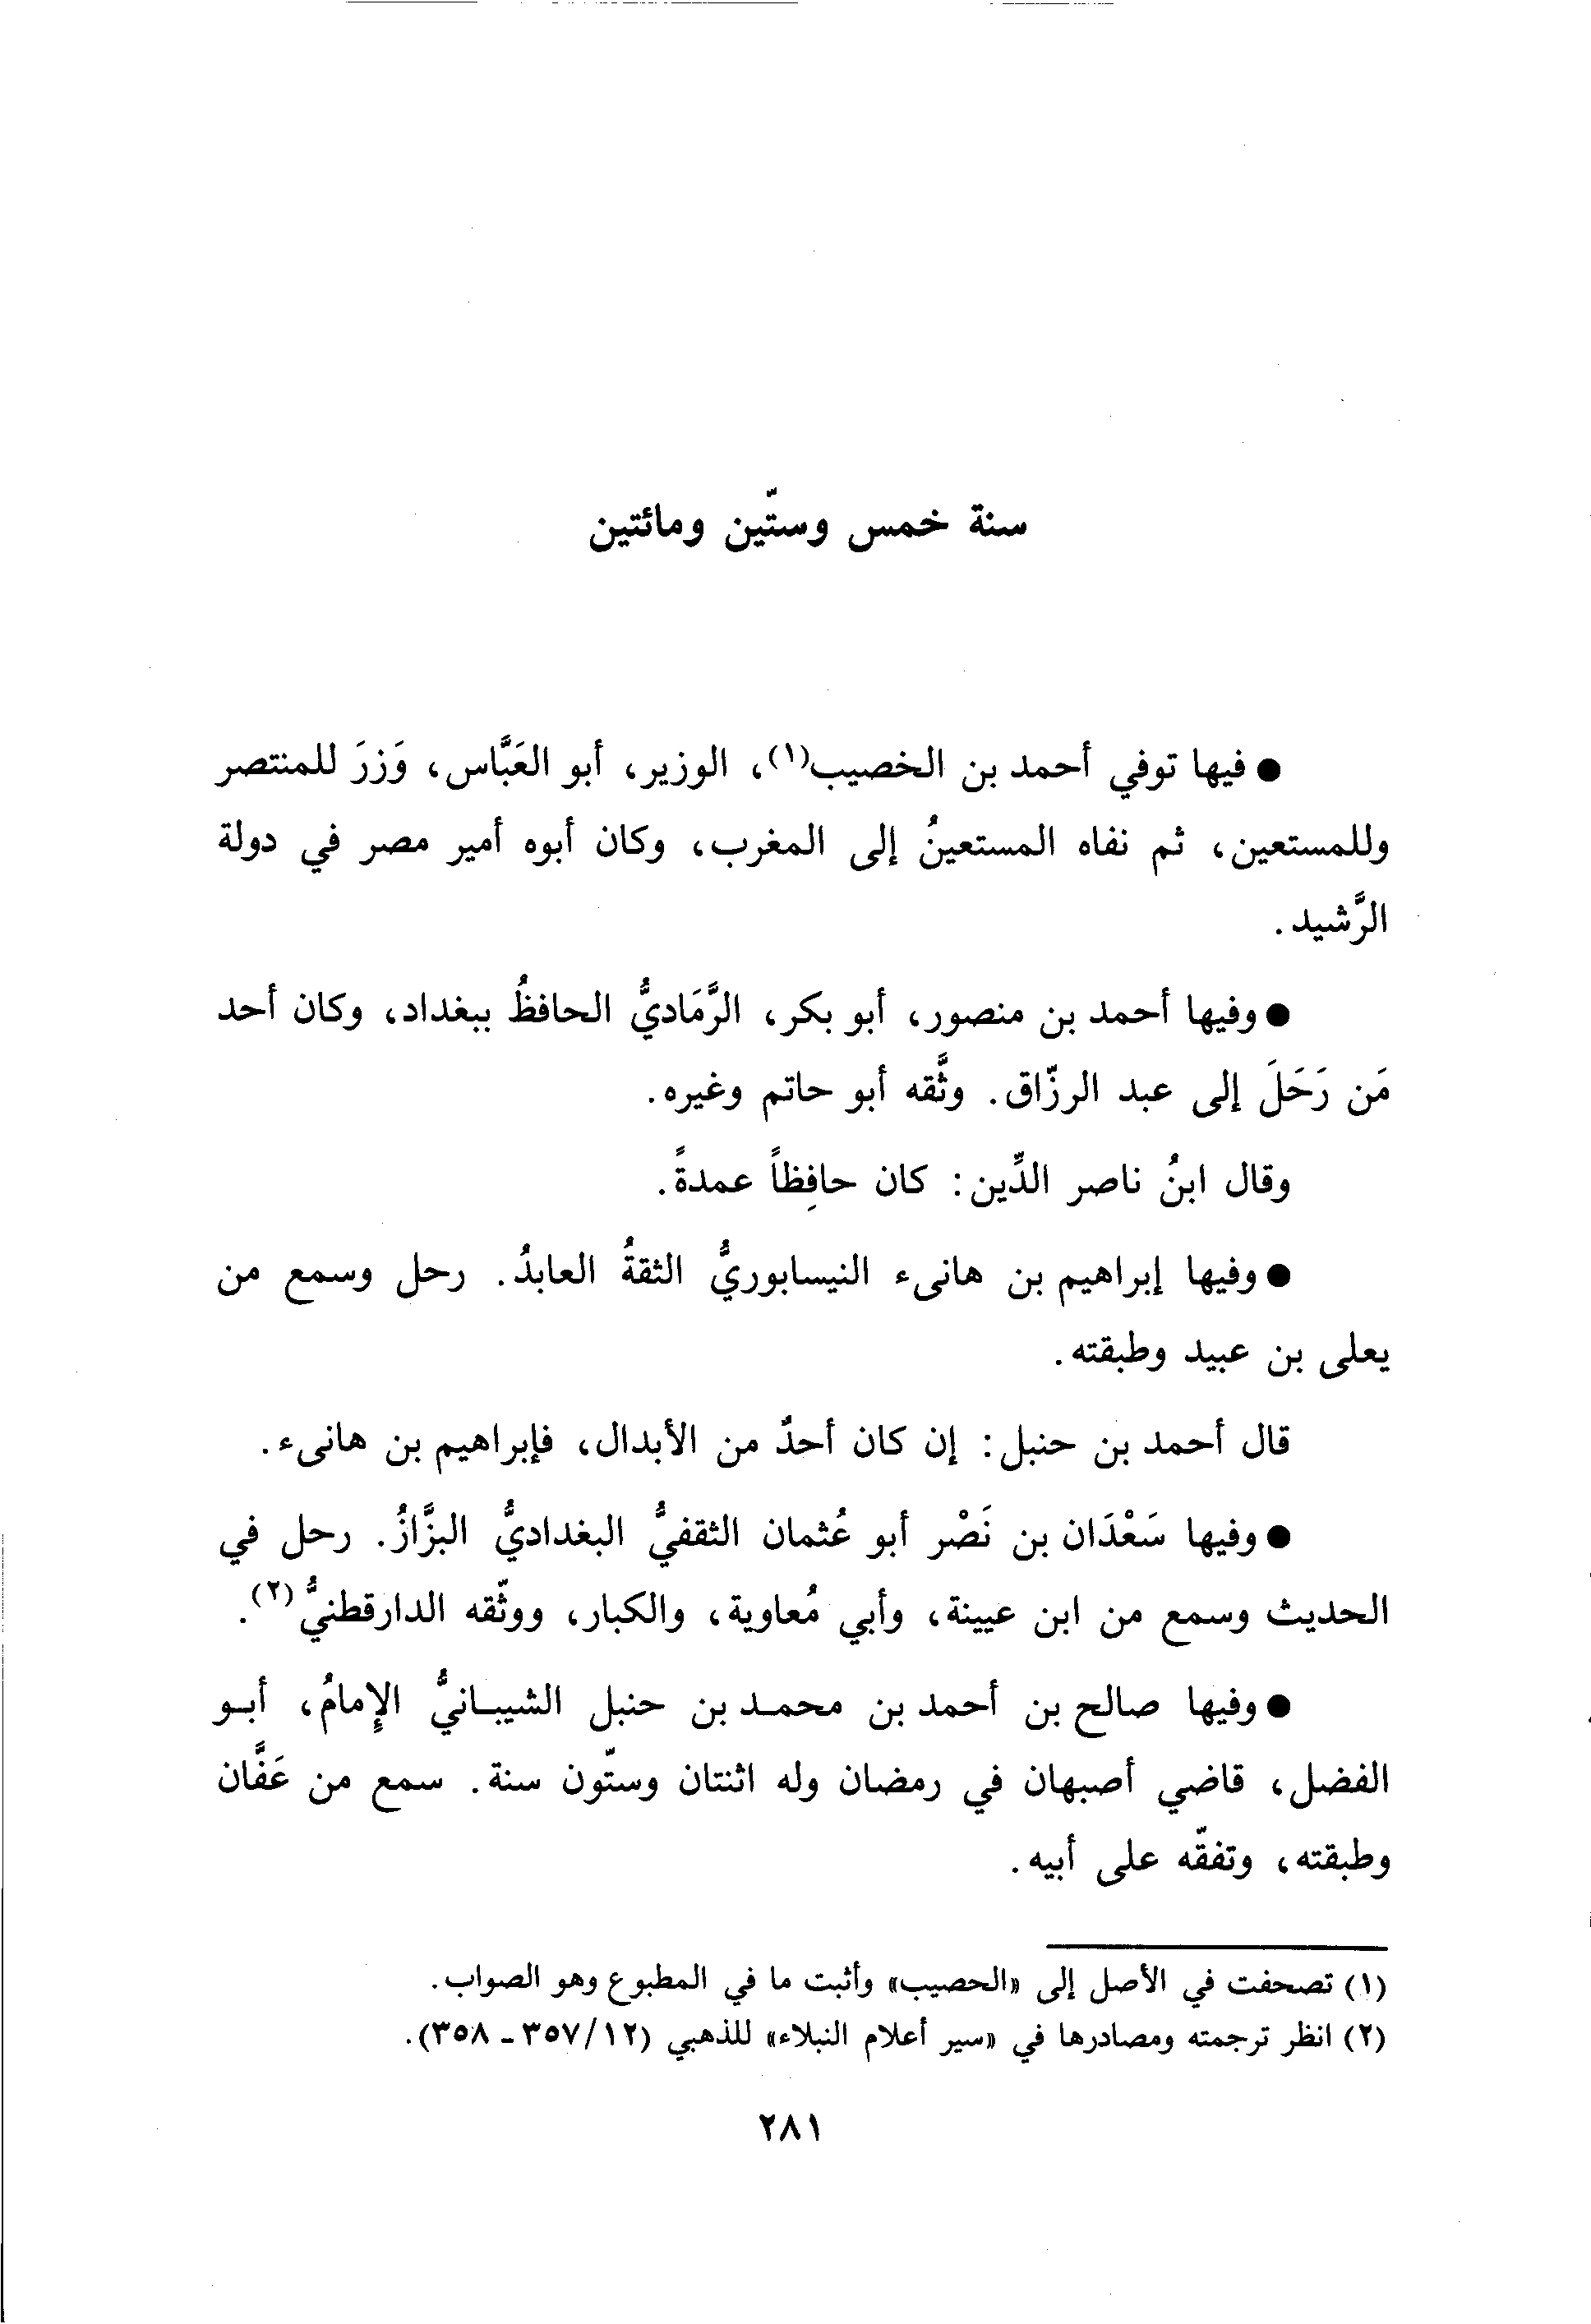 سنة خمس وستّين ومائتين
● فيها توفي أحمد بن الخصيب(١)، الوزير، أبو العَبَّاس، وَزرَ للمنتصر
وللمستعين، ثم نفاه المستعينُ إلى المغرب، وكان أبوه أمير مصر في دولة
الرَّشيد.
● وفيها أحمد بن منصور، أبو بكر، الرَّمَاديُّ الحافظُ ببغداد، وكان أحد
مَن رَحَلَ إلى عبد الرزّاق. وثَّقه أبو حاتم وغيره.
وقال ابنُ ناصر الدِّين: كان حافِظاً عمدةً.
● وفيها إبراهيم بن هانىء النيسابوريُّ الثقةُ العابدُ. رحل وسمع من
يعلى بن عبيد وطبقته.
قال أحمد بن حنبل: إن كان أحدٌ من الأبدال، فإبراهيم بن هانىء.
● وفيها سَعْدَان بن نَصْر أبو عُثمان الثقفيُّ البغداديُّ البزَّازُ. رحل في
الحديث وسمع من ابن عيينة، وأبي مُعاوية، والكبار، ووثّقه الدارقطنيُّ(٢).
● وفيها صالح بن أحمد بن محمد بن حنبل الشيبانيُّ الإمامُ، أبو
الفضل، قاضي أصبهان في رمضان وله اثنتان وستّون سنة. سمع من عَفَّان
وطبقته، وتفقّه على أبيه.
(١) تصحفت في الأصل إلى «الحصيب» وأثبت ما في المطبوع وهو الصواب.
(٢) انظر ترجمته ومصادرها في «سير أعلام النبلاء» للذهبي (١٢/ ٣٥٧ - ٣٥٨).
٢٨١